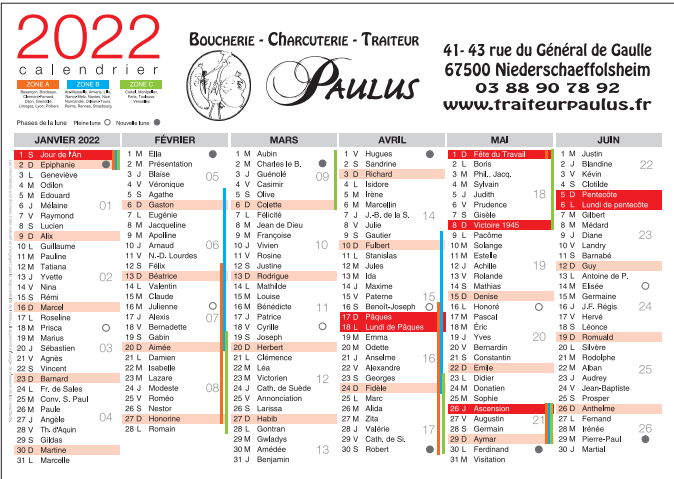 2022
calendrier
ZONE A
ZONE B
ZONE C
Phases de la lune
Pleine lune
Nouvelle lune
BOUCHERIE - CHARCUTERIE - TRAITEUR
PAULUS
41- 43 rue du Général de Gaulle
67500 Niederschaeffolsheim
03 88 90 78 92
www.traiteurpaulus.fr
JANVIER 2022
1 S Jour de l'An
2 D Epiphanie
3 L Geneviève
4 M Odilon
5 M Edouard
6 J Mélaine 01
7 V Raymond
8 S Lucien
9 D Alix
10 L Guillaume
11 M Pauline
12 M Tatiana
13 J Yvette 02
14 V Nina
15 S Rémi
16 D Marcel
17 L Roseline
18 M Prisca
19 M Marius
20 J Sébastien 03
21 V Agnès
22 S Vincent
23 D Barnard
24 L Fr. de Sales
25 M Conv. S. Paul
26 M Paule
27 J Angèle 04
28 V Th. d'Aquin
29 S Gildas
30 D Martine
31 L Marcelle
FÉVRIER
1 M Ella
2 M Présentation
3 J Blaise 05
4 V Véronique
5 S Agathe
6 D Gaston
7 L Eugénie
8 M Jacqueline
9 M Apolline
10 J Arnaud 06
11 V N.-D. Lourdes
12 S Félix
13 D Béatrice
14 L Valentin
15 M Claude
16 M Julienne
17 J Alexis 07
18 V Bernadette
19 S Gabin
20 D Aimée
21 L Damien
22 M Isabelle
23 M Lazare
24 J Modeste 08
25 V Roméo
26 S Nestor
27 D Honorine
28 L Romain
MARS
1 M Aubin
2 M Charles le B.
3 J Guénolé 09
4 V Casimir
5 S Olive
6 D Colette
7 L Félicité
8 M Jean de Dieu
9 M Françoise
10 J Vivien 10
11 V Rosine
12 S Justine
13 D Rodrigue
14 L Mathilde
15 M Louise
16 M Bénédicte 11
17 J Patrice
18 V Cyrille
19 S Joseph
20 D Herbert
21 L Clémence
22 M Léa
23 M Victorien 12
24 J Cath. de Suède
25 V Annonciation
26 S Larissa
27 D Habib
28 L Gontran
29 M Gwladys
30 M Amédée 13
31 J Benjamin
AVRIL
1 V Hugues
2 S Sandrine
3 D Richard
4 L Isidore
5 M Irène
6 M Marcellin
7 J J.-B. de la S. 14
8 V Julie
9 S Gautier
10 D Fulbert
11 L Stanislas
12 M Jules
13 M Ida
14 J Maxime
15 V Paterne 15
16 S Benoît-Joseph
17 D Pâques
18 L Lundi de Pâques
19 M Emma
20 M Odette
21 J Anselme 16
22 V Alexandre
23 S Georges
24 D Fidèle
25 L Marc
26 M Alida
27 M Zita
28 J Valérie 17
29 V Cath. de Si.
30 S Robert
MAI
1 D Fête du Travail
2 L Boris
3 M Phil., Jacq.
4 M Sylvain
5 J Judith 18
6 V Prudence
7 S Gisèle
8 D Victoire 1945
9 L Pacôme
10 M Solange
11 M Estelle
12 J Achille 19
13 V Rolande
14 S Mathias
15 D Denise
16 L Honoré
17 M Pascal
18 M Éric
19 J Yves 20
20 V Bernardin
21 S Constantin
22 D Emile
23 L Didier
24 M Donatien
25 M Sophie
26 J Ascension
27 V Augustin 21
28 S Germain
29 D Aymar
30 L Ferdinand
31 M Visitation
JUIN
1 M Justin
2 J Blandine 22
3 V Kévin
4 S Clotilde
5 D Pentecôte
6 L Lundi de pentecôte
7 M Gilbert
8 M Médard
9 J Diane 23
10 V Landry
11 S Barnabé
12 D Guy
13 L Antoine de P.
14 M Elisée
15 M Germaine
16 J J.F. Régis 24
17 V Hervé
18 S Léonce
19 D Romuald
20 L Silvère
21 M Rodolphe
22 M Alban 25
23 J Audrey
24 V Jean-Baptiste
25 S Prosper
26 D Anthelme
27 L Fernand
28 M Irénée 26
29 M Pierre-Paul
30 J Martial